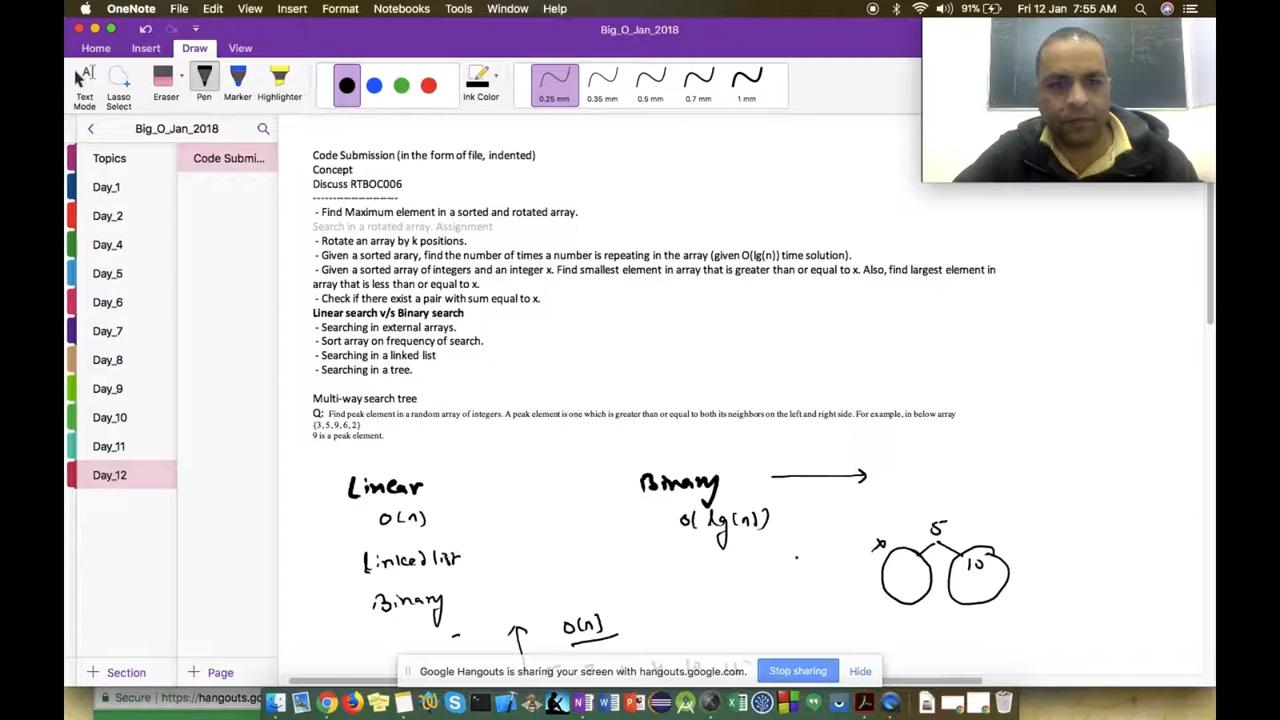 OneNote File Edit View Insert Format Notebooks Tools Window Help 91% Fri 12 Jan 7:55 AM
Big_O_Jan_2018
Home Insert Draw View
Text Mode Lasso Select Eraser Pen Marker Highlighter Ink Color 0.25 mm 0.35 mm 0.5 mm 0.7 mm 1 mm
Big_O_Jan_2018
Topics
Code Submi...
Day_1
Day_2
Day_4
Day_5
Day_6
Day_7
Day_8
Day_9
Day_10
Day_11
Day_12
+ Section
+ Page
Code Submission (in the form of file, indented)
Concept
Discuss RTBOC006
------------------------
- Find Maximum element in a sorted and rotated array.
Search in a rotated array. Assignment
- Rotate an array by k positions.
- Given a sorted arary, find the number of times a number is repeating in the array (given O(lg(n)) time solution).
- Given a sorted array of integers and an integer x. Find smallest element in array that is greater than or equal to x. Also, find largest element in
array that is less than or equal to x.
- Check if there exist a pair with sum equal to x.
Linear search v/s Binary search
- Searching in external arrays.
- Sort array on frequency of search.
- Searching in a linked list
- Searching in a tree.
Multi-way search tree
Q: Find peak element in a random array of integers. A peak element is one which is greater than or equal to both its neighbors on the left and right side. For example, in below array
{3, 5, 9, 6, 2}
9 is a peak element.
Linear Binary
O(n) O(lg(n))
5
10
Linked list
Binary
O(n)
Google Hangouts is sharing your screen with hangouts.google.com. Stop sharing Hide
Secure https://hangouts.go